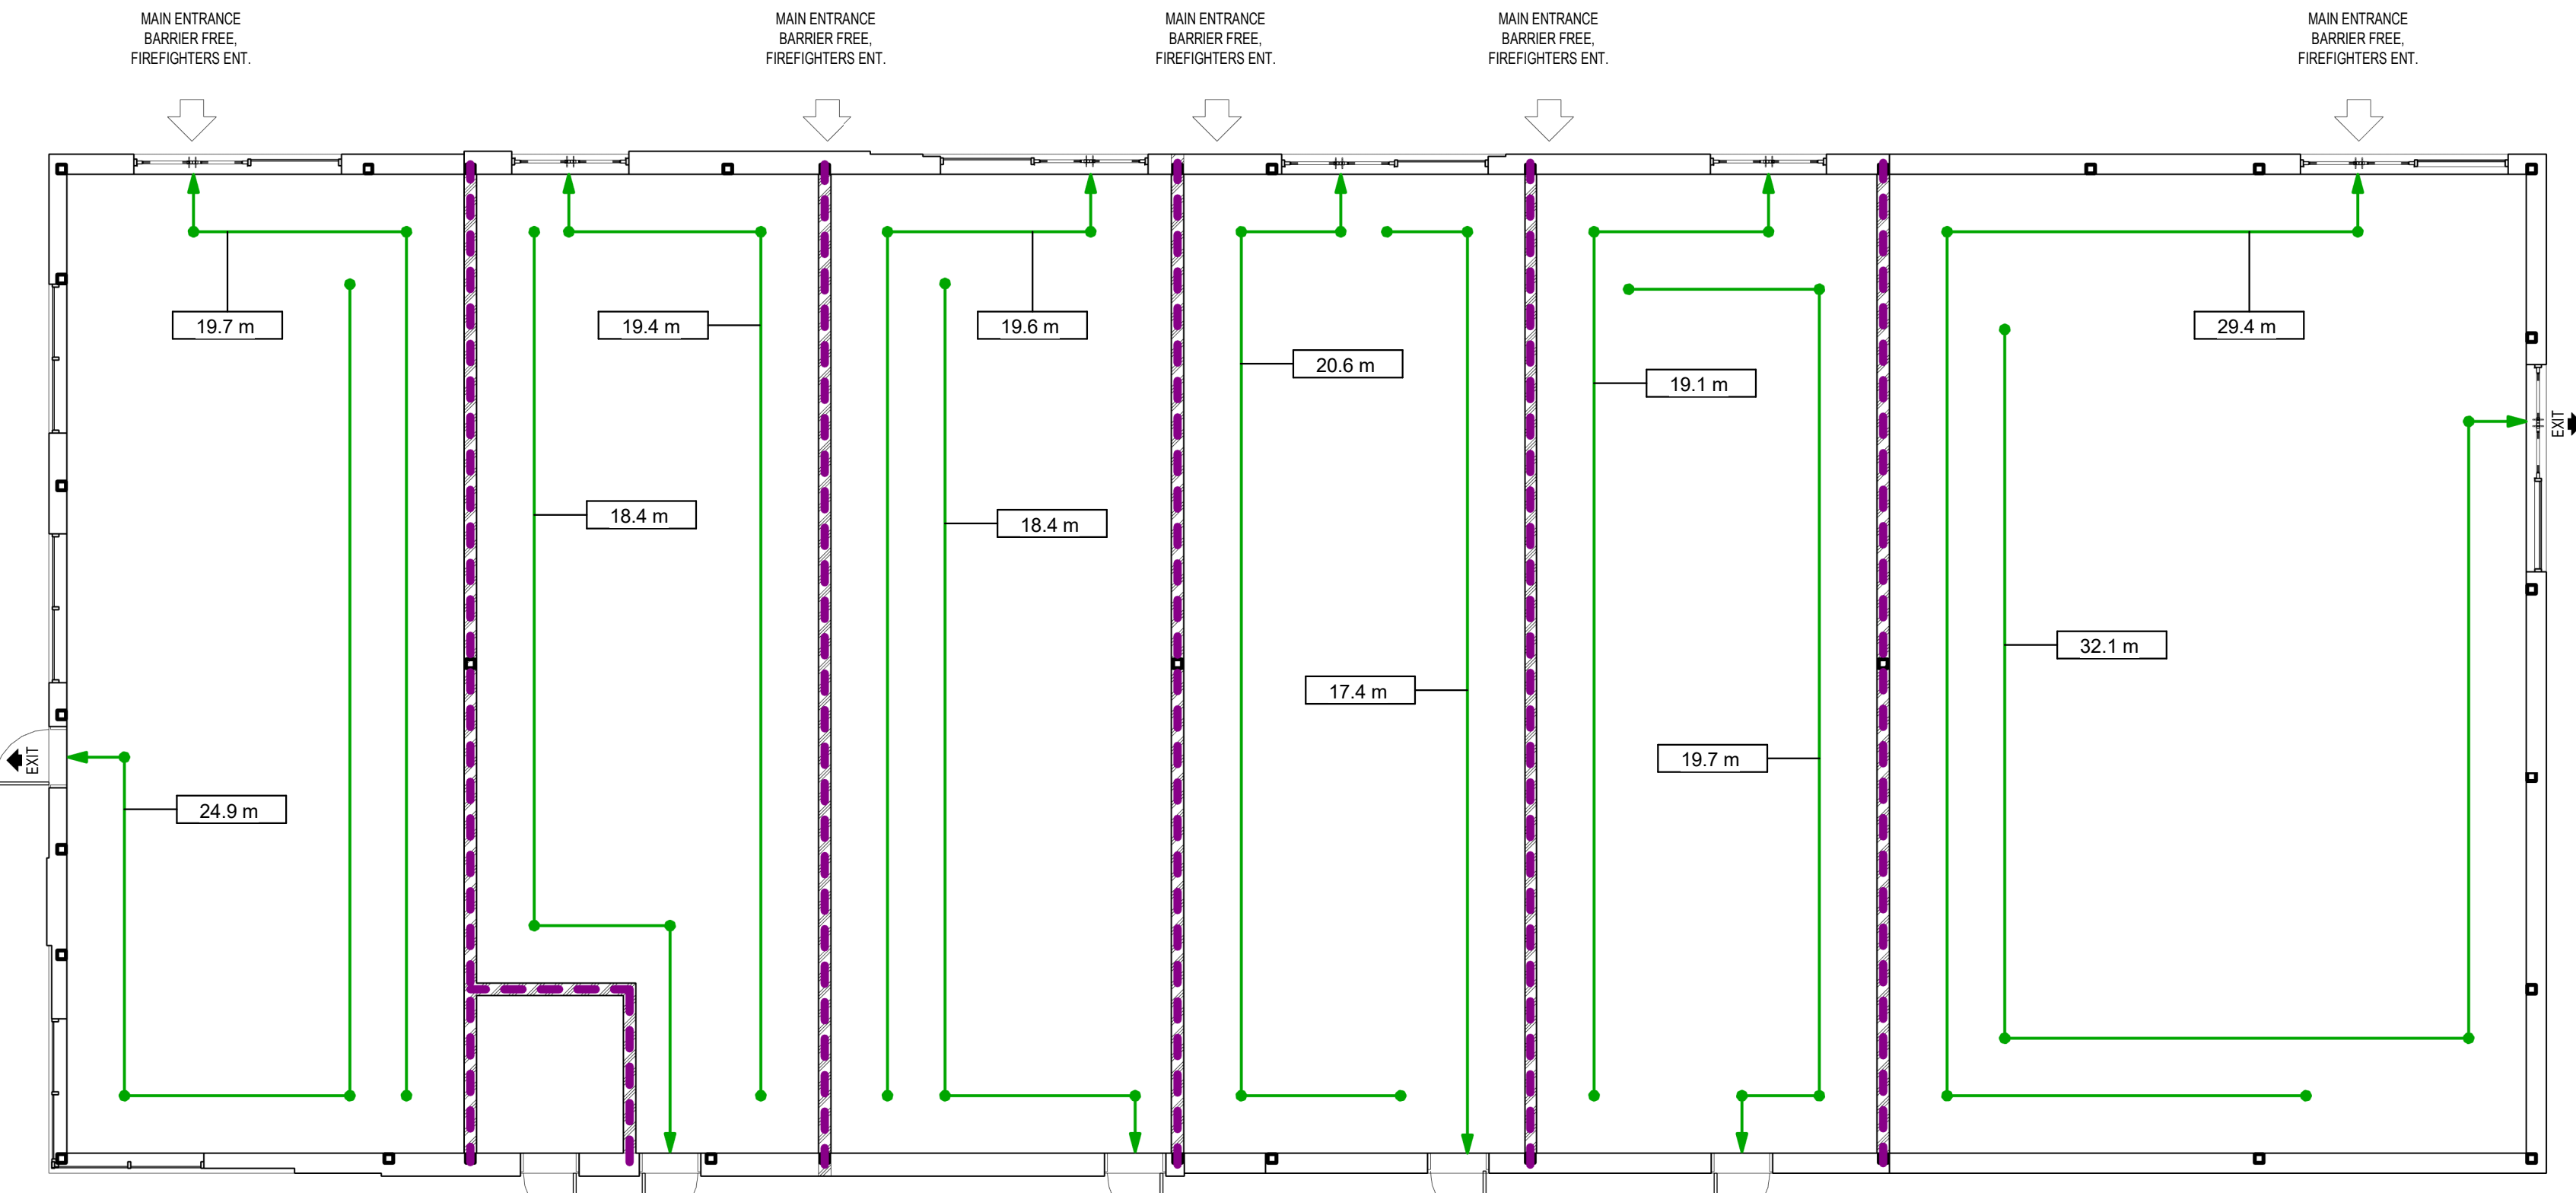 MAIN ENTRANCE
BARRIER FREE,
FIREFIGHTERS ENT.
MAIN ENTRANCE
BARRIER FREE,
FIREFIGHTERS ENT.
MAIN ENTRANCE
BARRIER FREE,
FIREFIGHTERS ENT.
MAIN ENTRANCE
BARRIER FREE,
FIREFIGHTERS ENT.
MAIN ENTRANCE
BARRIER FREE,
FIREFIGHTERS ENT.
19.7 m
19.4 m
19.6 m
29.4 m
20.6 m
19.1 m
EXIT
18.4 m
18.4 m
32.1 m
17.4 m
EXIT
19.7 m
24.9 m